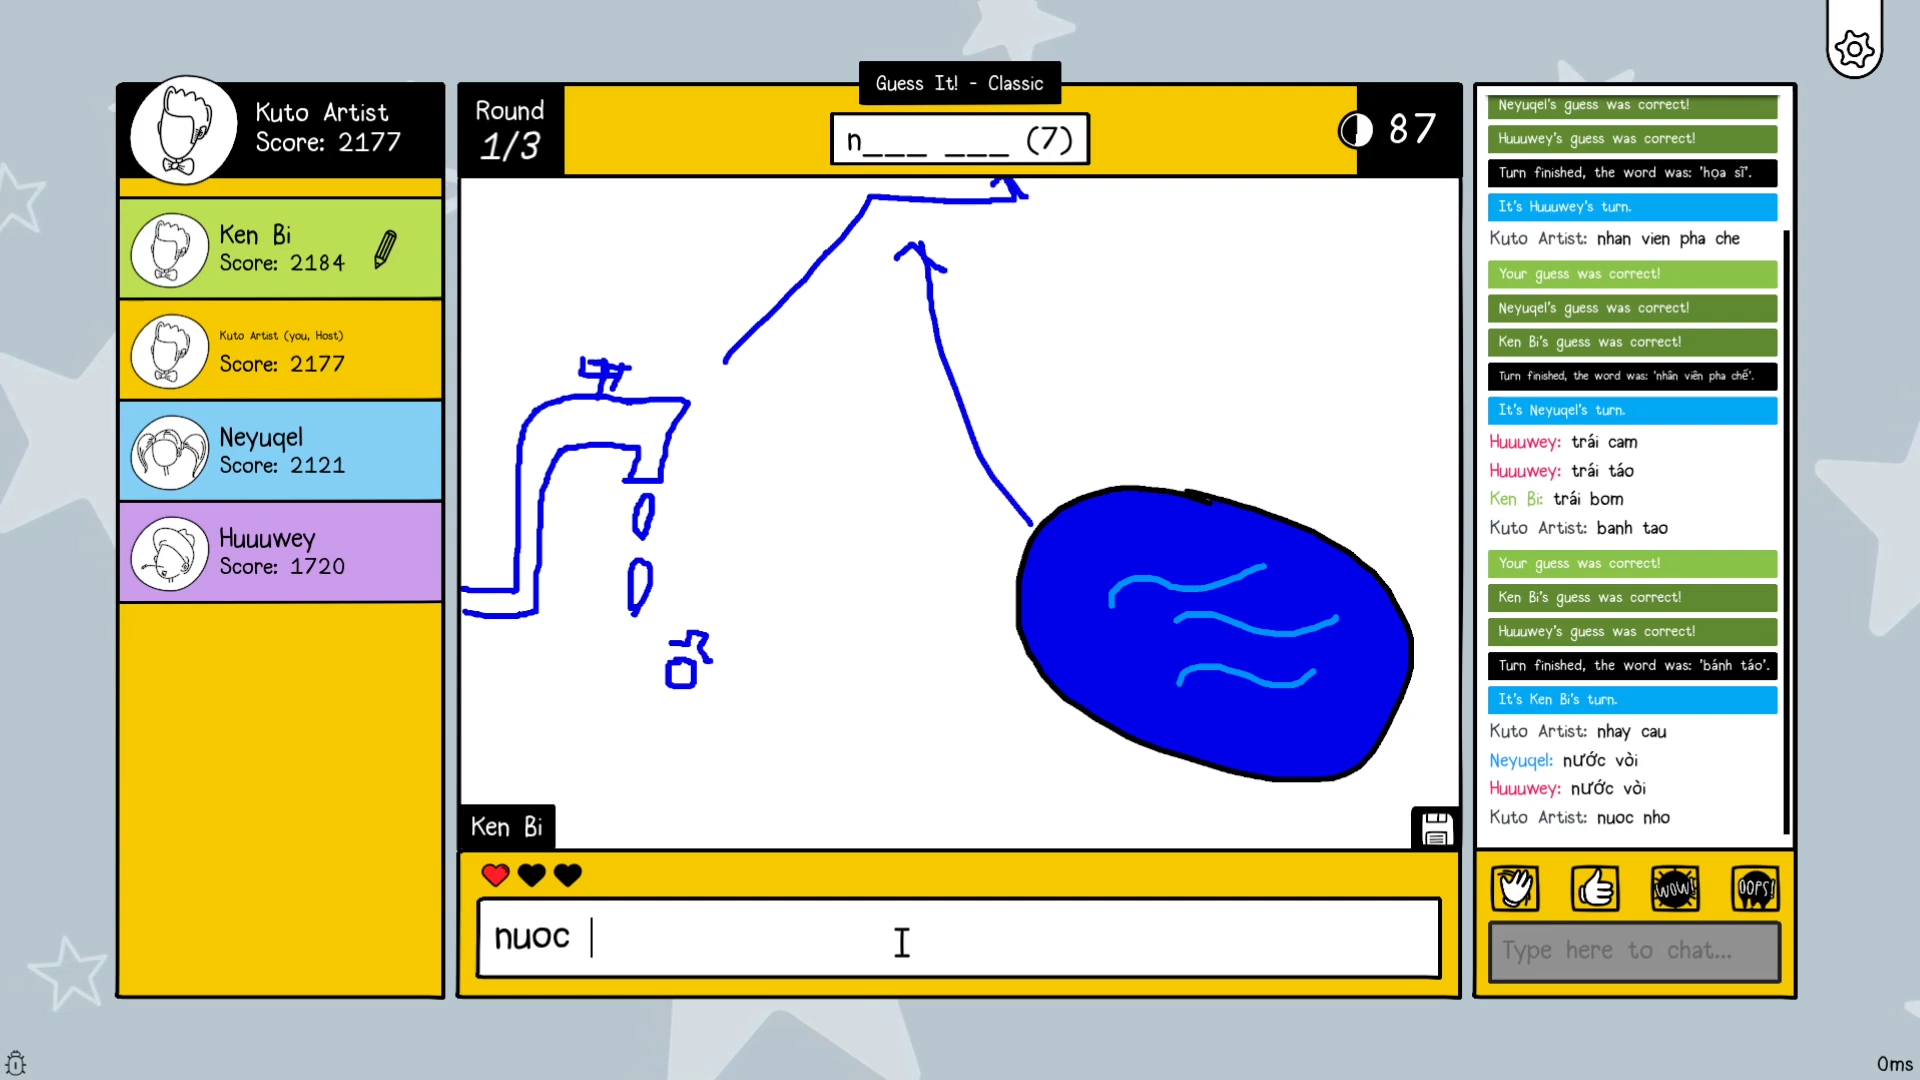 Guess It! - Classic
Kuto Artist
Score: 2177
Round
1/3
n___ ___ (7)
87
Ken Bi
Score: 2184
Kuto Artist (you, Host)
Score: 2177
Neyuqel
Score: 2121
Huuuwey
Score: 1720
Ken Bi
nuoc
Neyuqel's guess was correct!
Huuuwey's guess was correct!
Turn finished, the word was: 'họa sĩ'.
It's Huuuwey's turn.
Kuto Artist: nhan vien pha che
Your guess was correct!
Neyuqel's guess was correct!
Ken Bi's guess was correct!
Turn finished, the word was: 'nhân viên pha chế'.
It's Neyuqel's turn.
Huuuwey: trái cam
Huuuwey: trái táo
Ken Bi: trái bom
Kuto Artist: banh tao
Your guess was correct!
Ken Bi's guess was correct!
Huuuwey's guess was correct!
Turn finished, the word was: 'bánh táo'.
It's Ken Bi's turn.
Kuto Artist: nhay cau
Neyuqel: nước vòi
Huuuwey: nước vòi
Kuto Artist: nuoc nho
WOW!
OOPS!
Type here to chat...
0ms